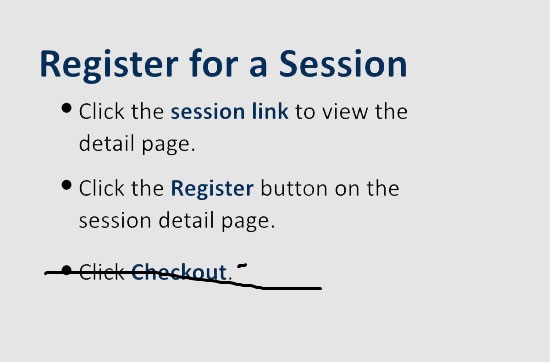 Register for a Session
• Click the session link to view the
detail page.
• Click the Register button on the
session detail page.
• Click Checkout.